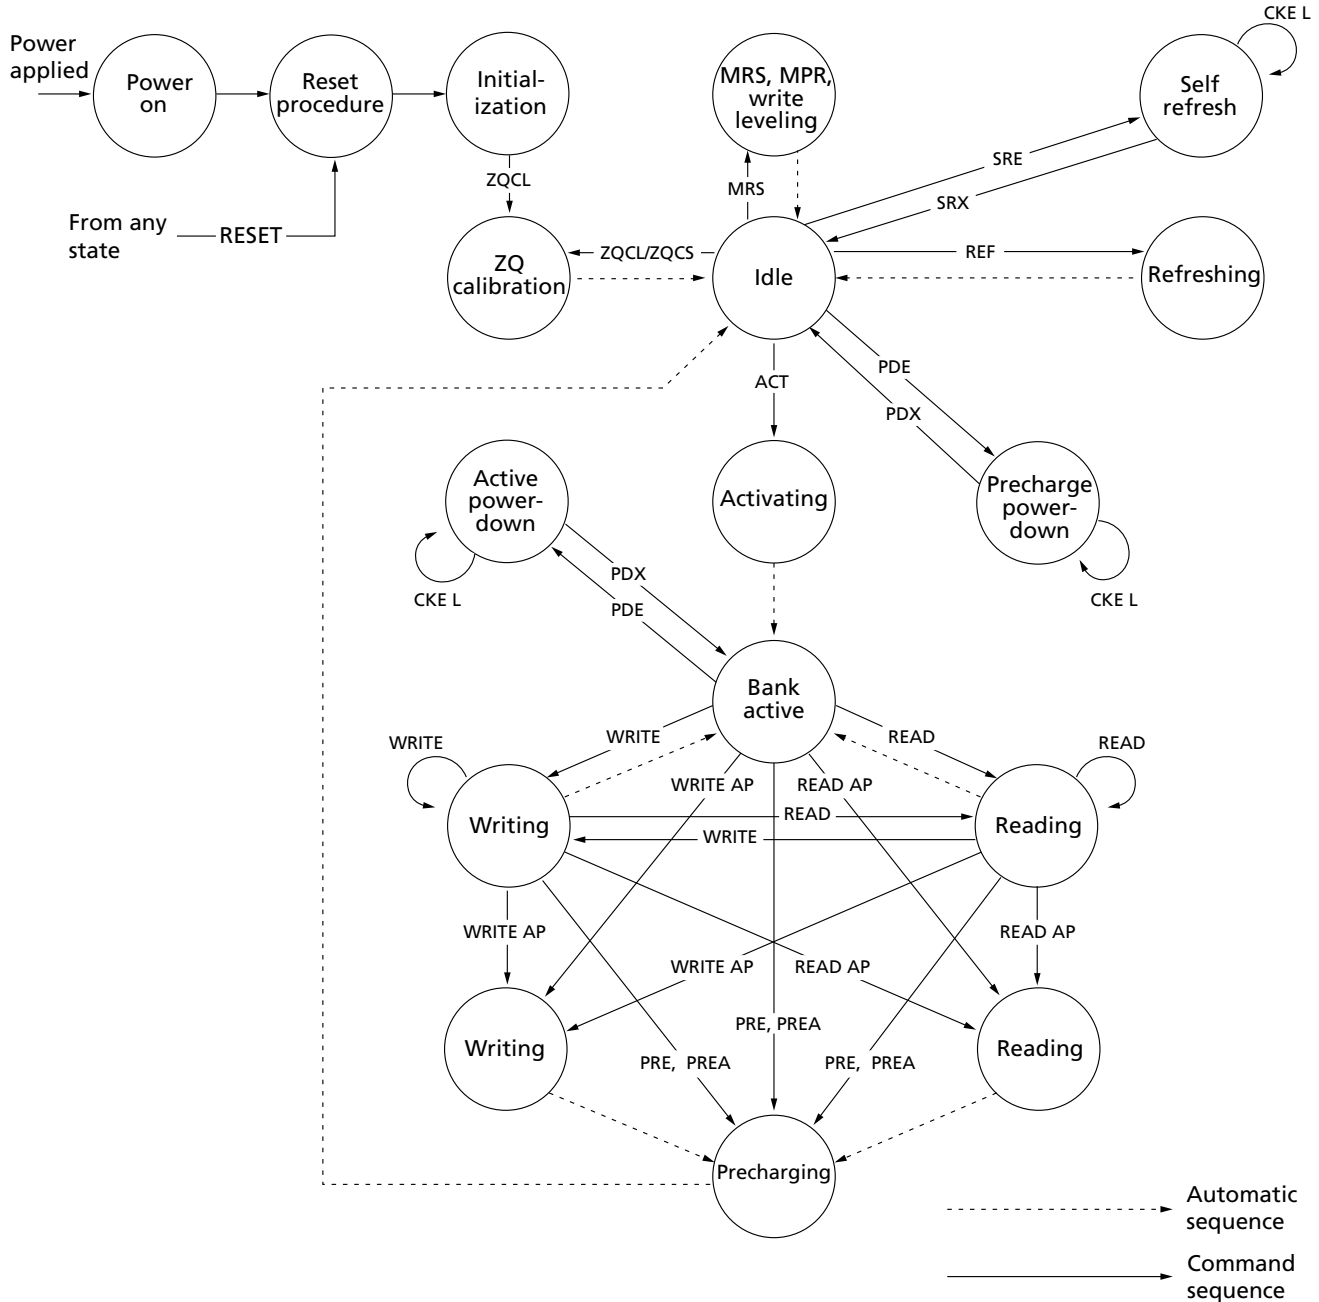 Power
applied
Power
on
Reset
procedure
Initial-
ization
MRS, MPR,
write
leveling
Self
refresh
CKE L
ZQCL
MRS
SRE
SRX
From any
state
RESET
ZQ
calibration
ZQCL/ZQCS
Idle
REF
Refreshing
PDE
PDX
ACT
Active
power-
down
Activating
Precharge
power-
down
CKE L
PDX
PDE
CKE L
Bank
active
WRITE
WRITE
READ
READ
WRITE AP
READ AP
Writing
READ
WRITE
Reading
WRITE AP
READ AP
WRITE AP
READ AP
PRE, PREA
Writing
PRE, PREA
PRE, PREA
Reading
Precharging
Automatic
sequence
Command
sequence